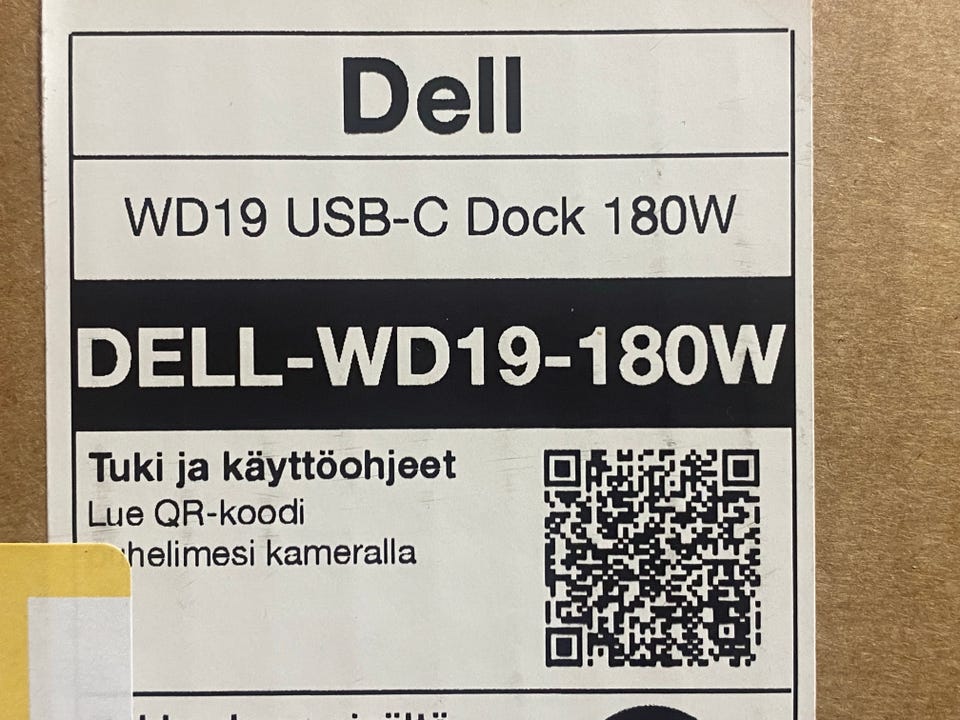 Dell
WD19 USB-C Dock 180W
DELL-WD19-180W
Tuki ja käyttöohjeet
Lue QR-koodi
kameralla